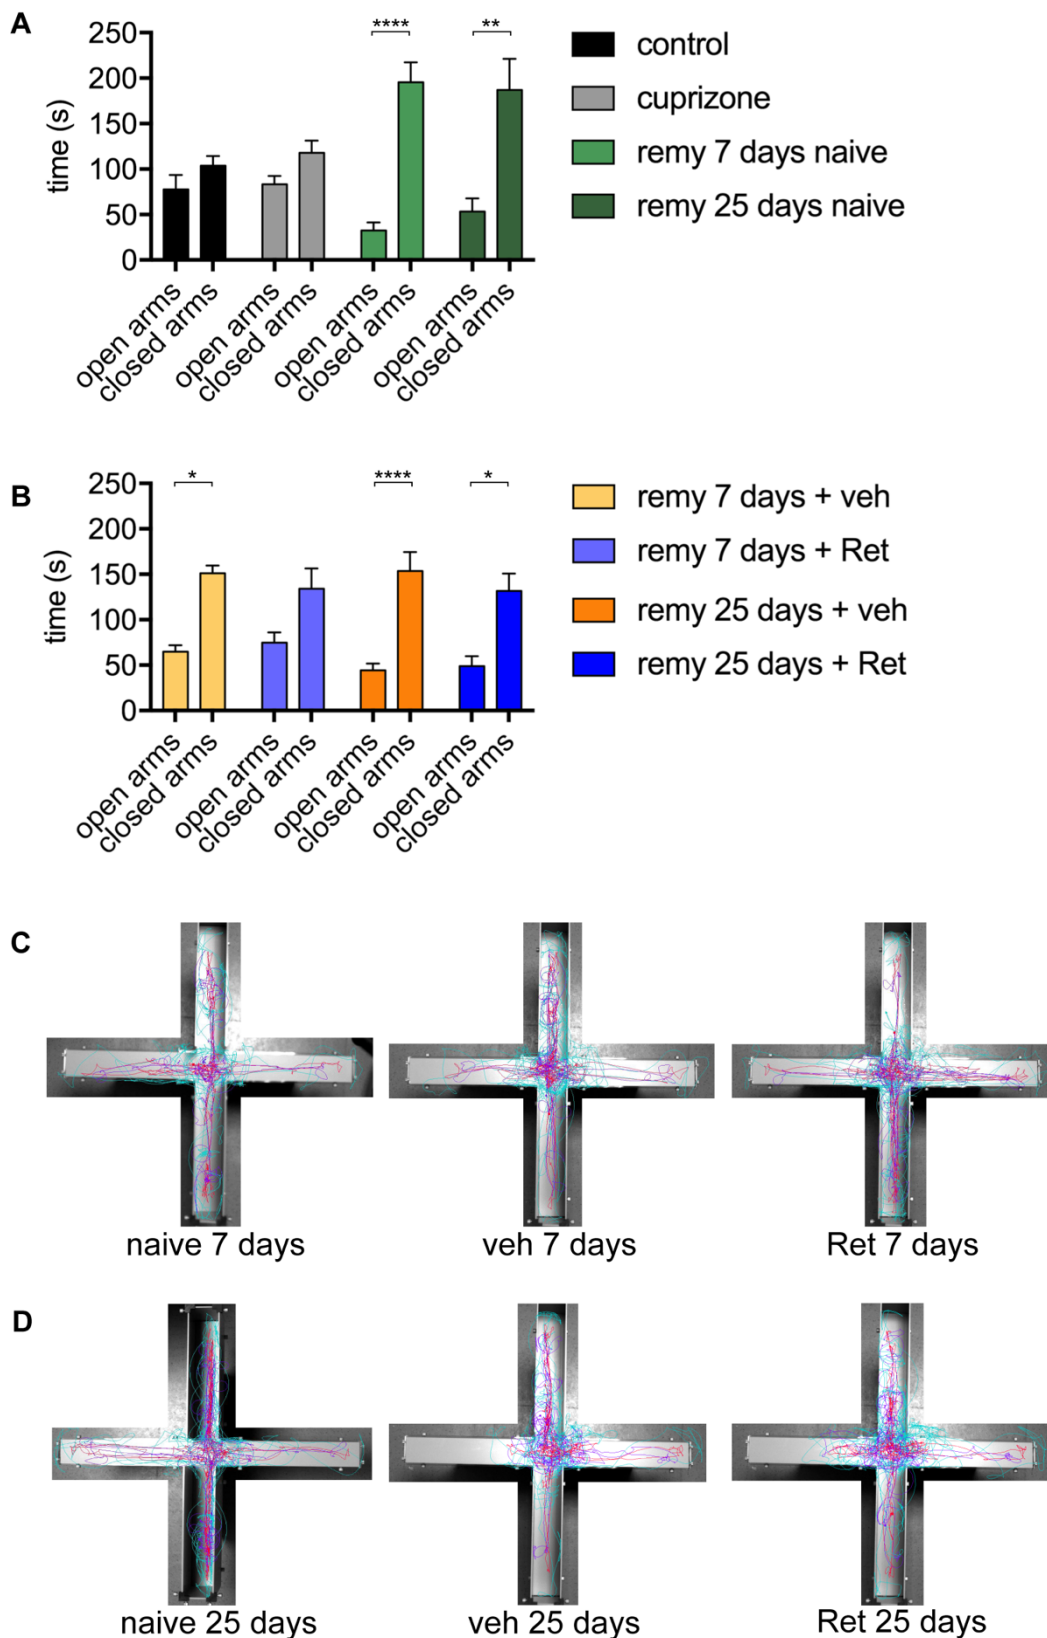 A
250
200
150
100
50
0
time (s)
****
**
open arms
closed arms
open arms
closed arms
open arms
closed arms
open arms
closed arms
control
cuprizone
remy 7 days naive
remy 25 days naive
B
250
200
150
100
50
0
time (s)
*
****
*
open arms
closed arms
open arms
closed arms
open arms
closed arms
open arms
closed arms
remy 7 days + veh
remy 7 days + Ret
remy 25 days + veh
remy 25 days + Ret
C
naive 7 days
veh 7 days
Ret 7 days
D
naive 25 days
veh 25 days
Ret 25 days